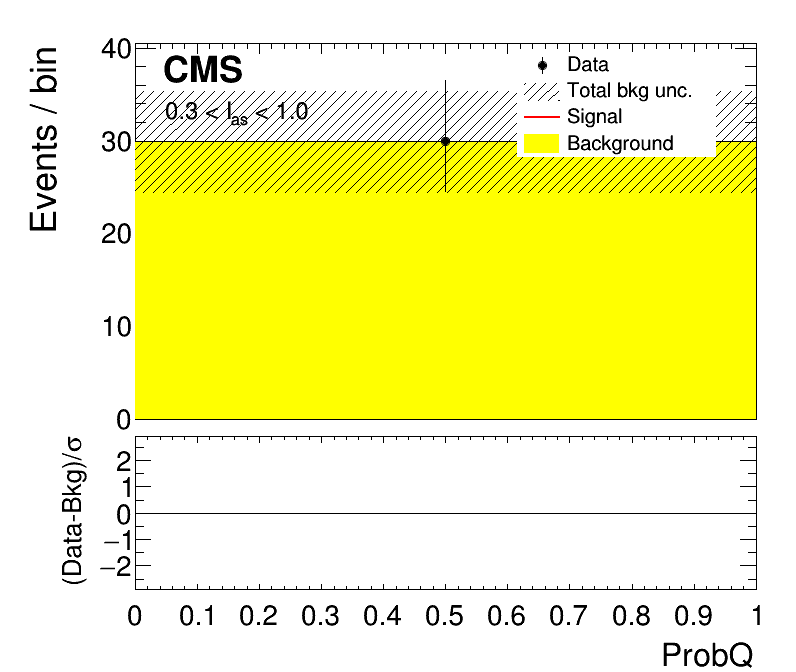 CMS
0.3 < Ias < 1.0
Data
Total bkg unc.
Signal
Background
Events / bin
40
30
20
10
0
(Data-Bkg)/σ
2
1
0
−1
−2
0 0.1 0.2 0.3 0.4 0.5 0.6 0.7 0.8 0.9 1
ProbQ